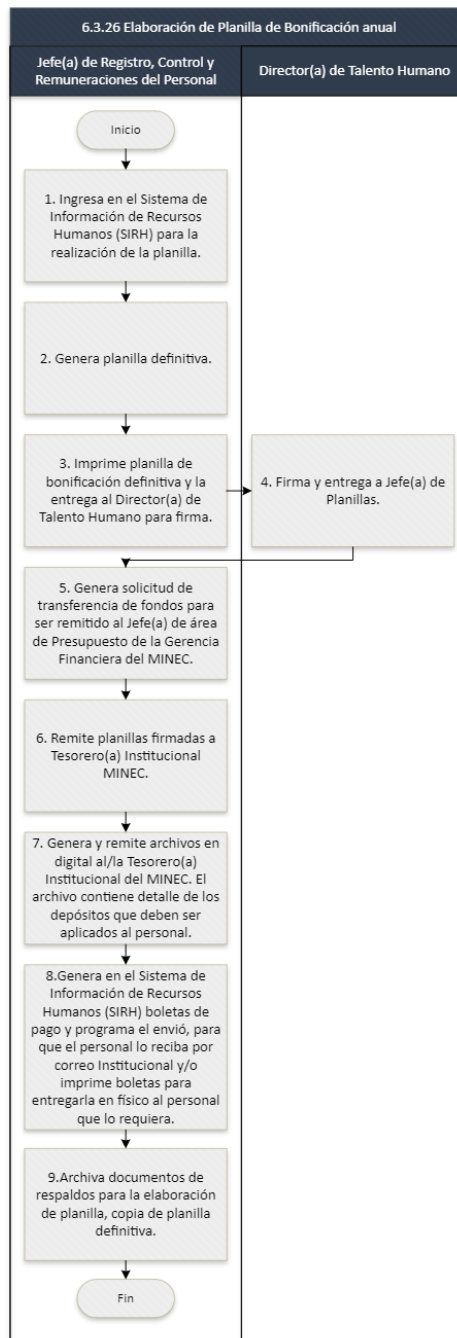 6.3.26 Elaboración de Planilla de Bonificación anual
Jefe(a) de Registro, Control y
Remuneraciones del Personal
Director(a) de Talento Humano
Inicio
1. Ingresa en el Sistema de
Información de Recursos
Humanos (SIRH) para la
realización de la planilla.
2. Genera planilla definitiva.
3. Imprime planilla de
bonificación definitiva y la
entrega al Director(a) de
Talento Humano para firma.
4. Firma y entrega a Jefe(a) de
Planillas.
5. Genera solicitud de
transferencia de fondos para
ser remitido al Jefe(a) de área
de Presupuesto de la Gerencia
Financiera del MINEC.
6. Remite planillas firmadas a
Tesorero(a) Institucional
MINEC.
7. Genera y remite archivos en
digital al/la Tesorero(a)
Institucional del MINEC. El
archivo contiene detalle de los
depósitos que deben ser
aplicados al personal.
8.Genera en el Sistema de
Información de Recursos
Humanos (SIRH) boletas de
pago y programa el envió, para
que el personal lo reciba por
correo Institucional y/o
imprime boletas para
entregarla en físico al personal
que lo requiera.
9.Archiva documentos de
respaldos para la elaboración
de planilla, copia de planilla
definitiva.
Fin